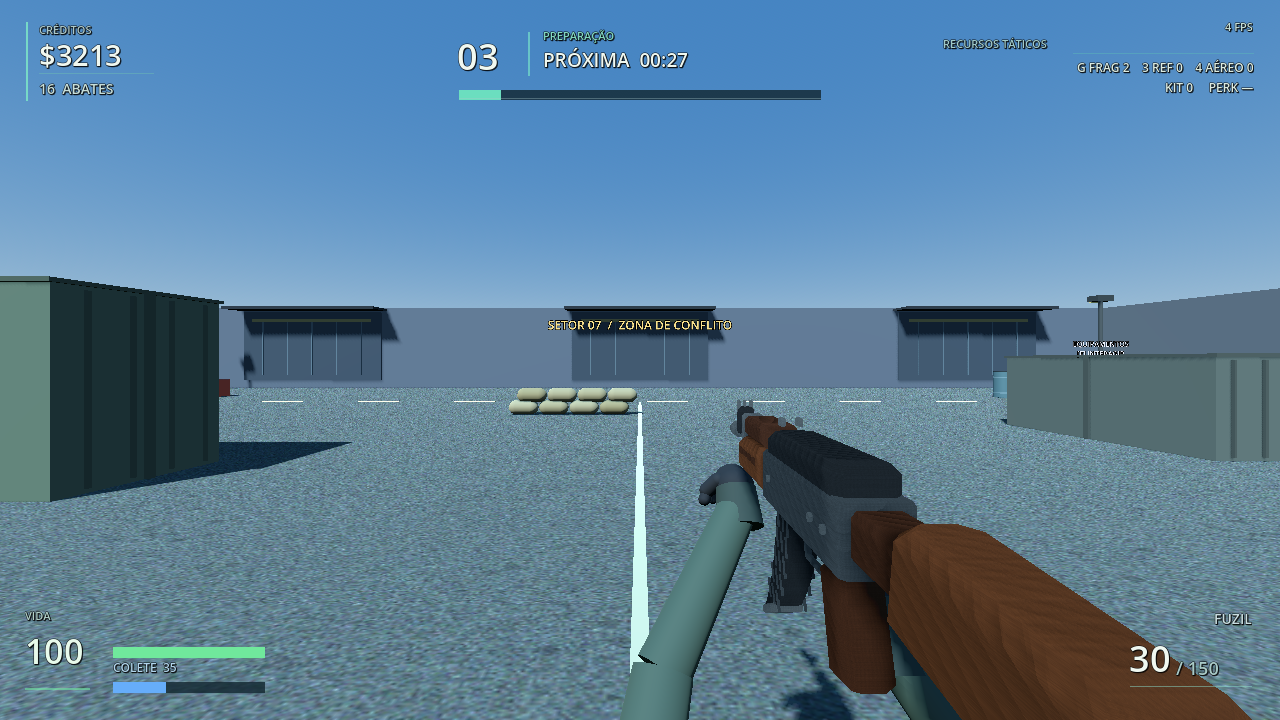 CRÉDITOS
$3213
16 ABATES
03
PREPARAÇÃO
PRÓXIMA 00:27
4 FPS
RECURSOS TÁTICOS
G FRAG 2 3 REF 0 4 AÉREO 0
KIT 0 PERK —
SETOR 07 / ZONA DE CONFLITO
VIDA
100
COLETE 35
FUZIL
30 / 150